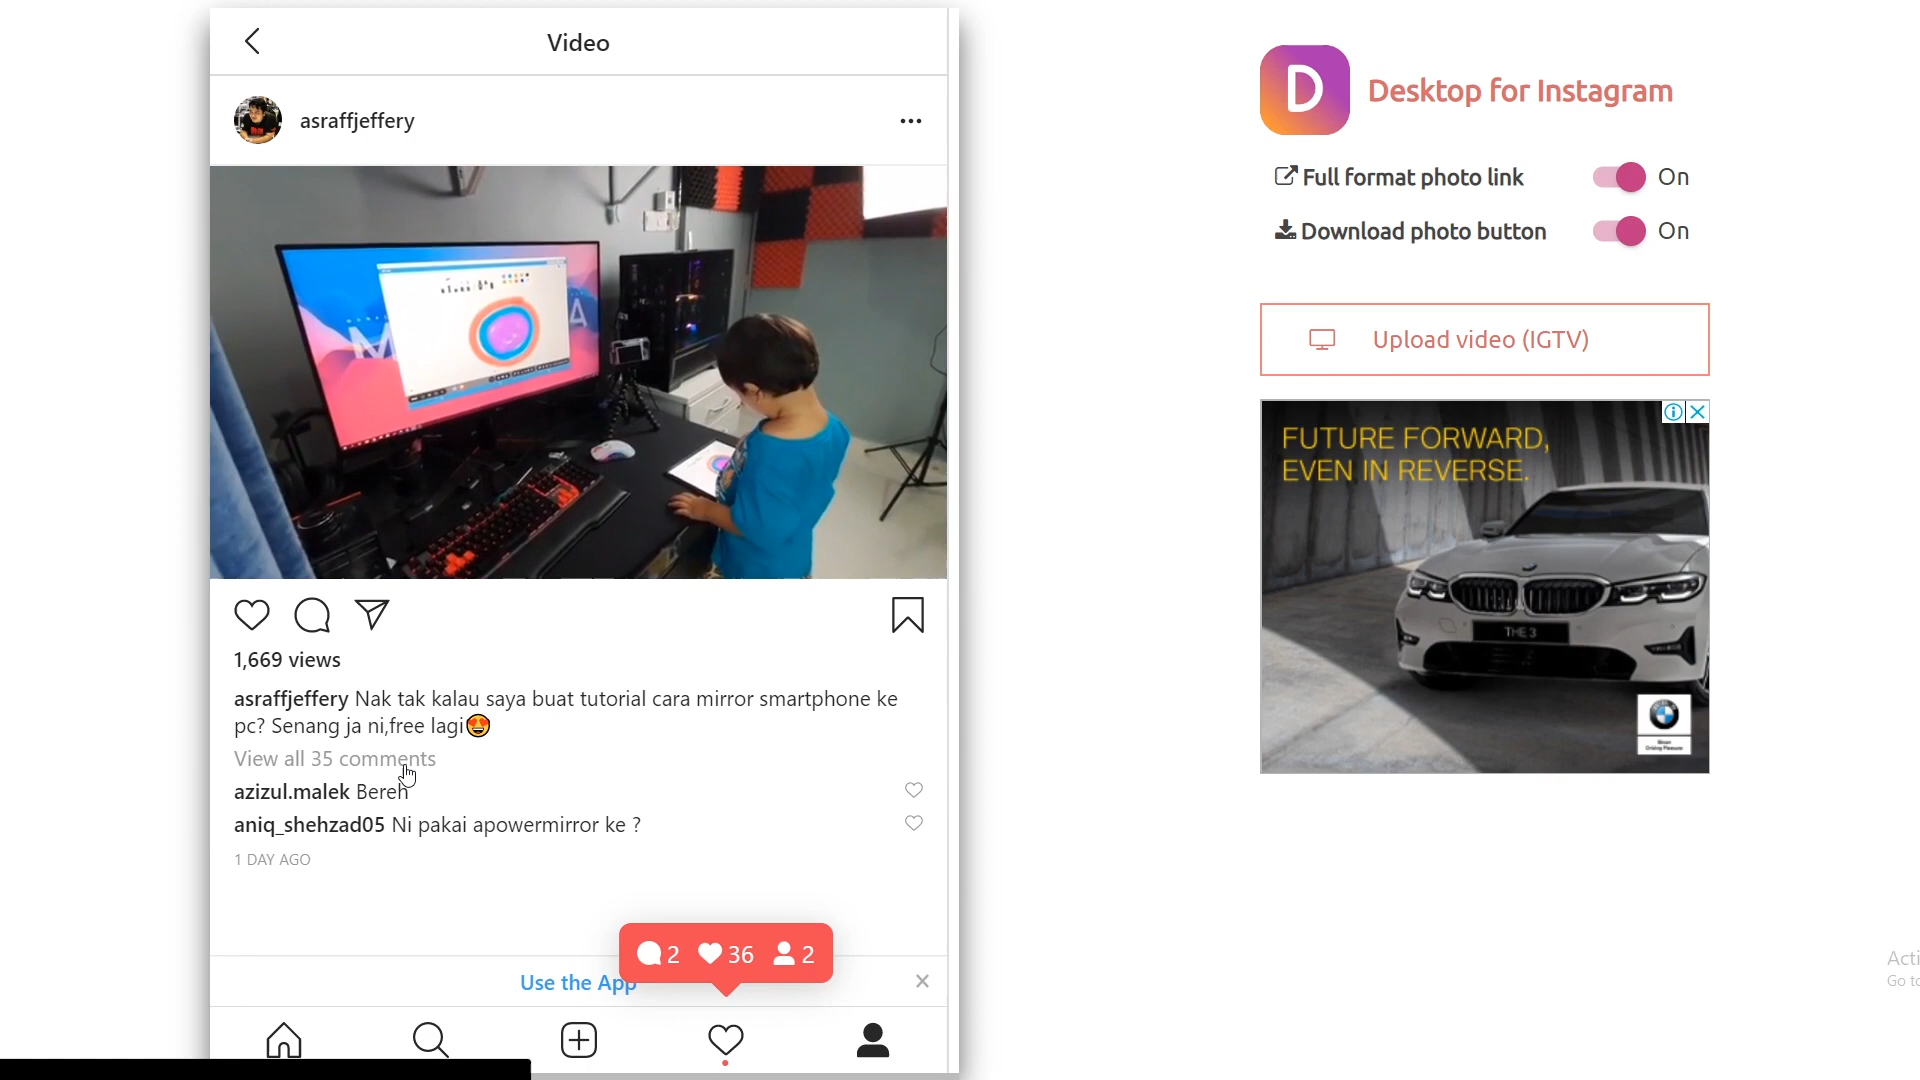 Video
asraffjeffery
1,669 views
asraffjeffery Nak tak kalau saya buat tutorial cara mirror smartphone ke
pc? Senang ja ni,free lagi😍
View all 35 comments
azizul.malek Bereh
aniq_shehzad05 Ni pakai apowermirror ke ?
1 DAY AGO
2 36 2
Use the App
D Desktop for Instagram
Full format photo link On
Download photo button On
Upload video (IGTV)
FUTURE FORWARD,
EVEN IN REVERSE.
THE 3
Acti
Go to